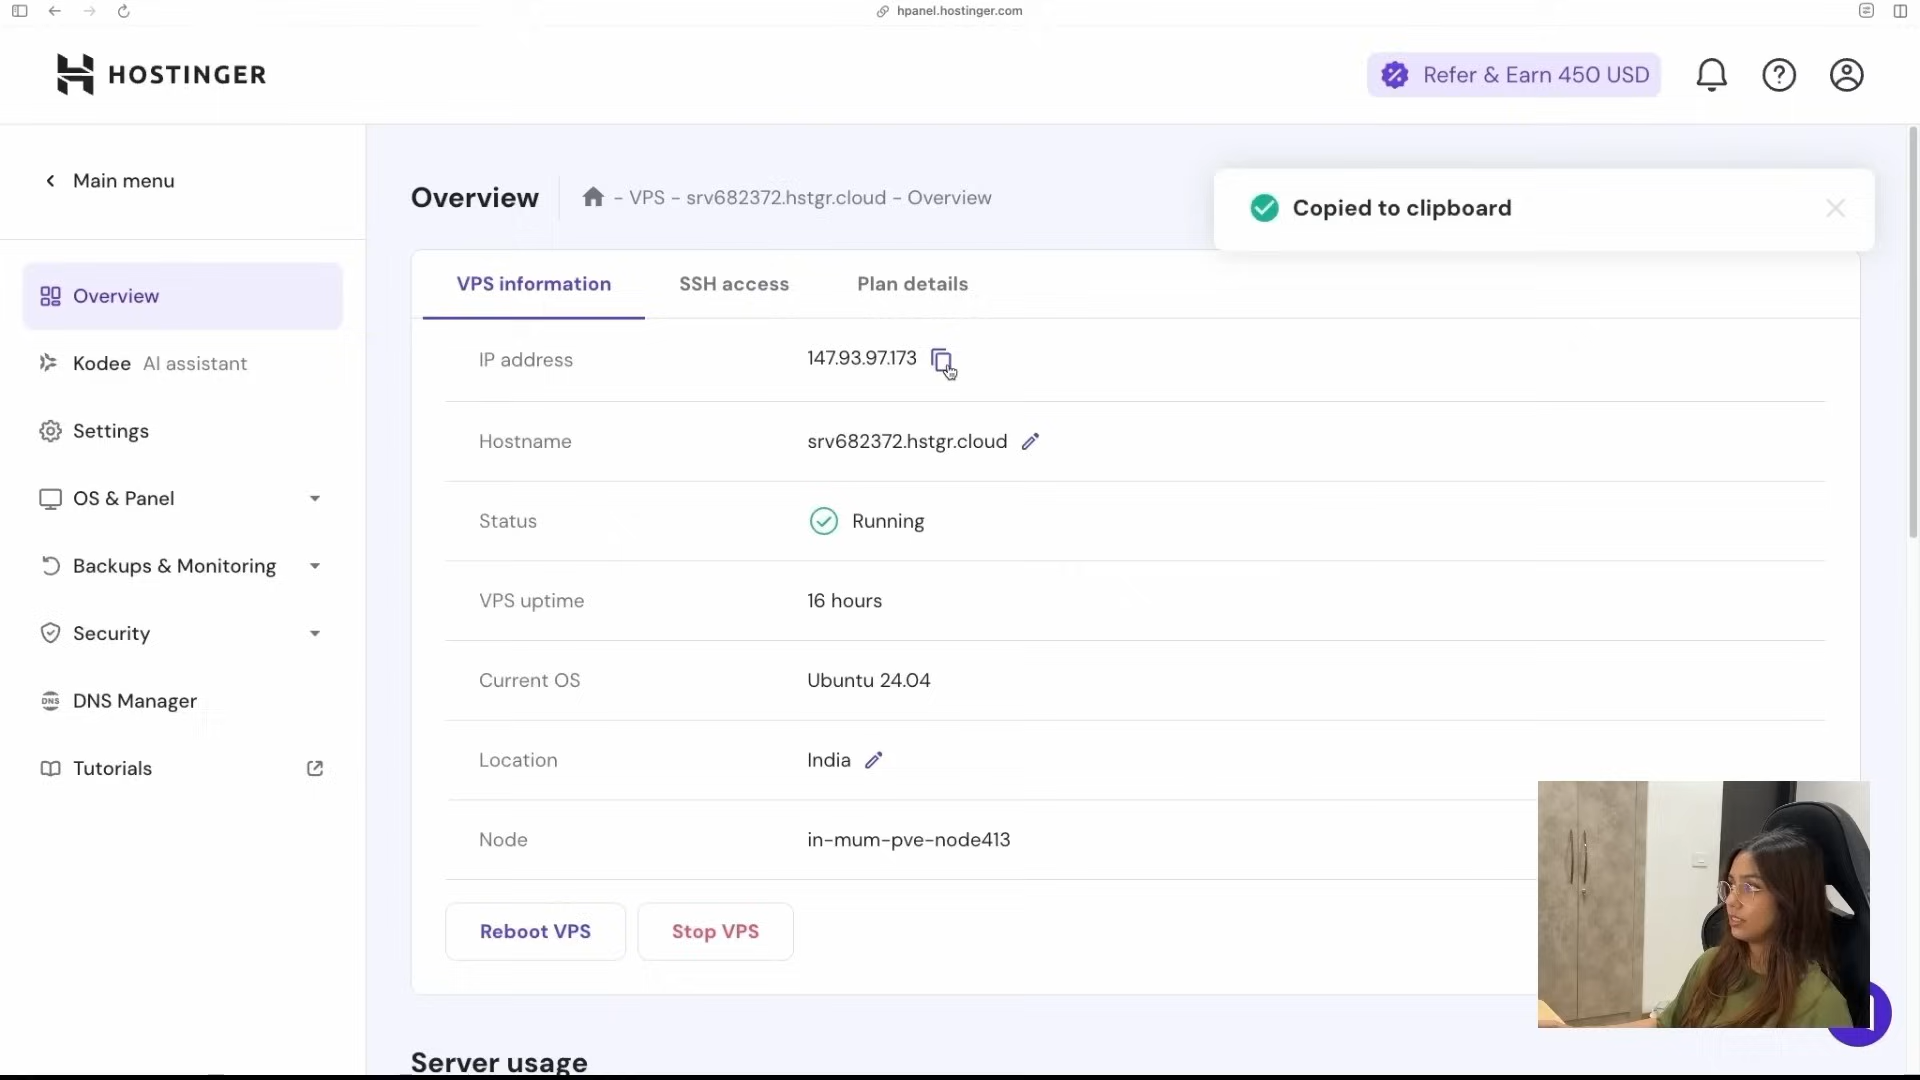 hpanel.hostinger.com
HOSTINGER
Refer & Earn 450 USD
Main menu
Overview
Kodee AI assistant
Settings
OS & Panel
Backups & Monitoring
Security
DNS
DNS Manager
Tutorials
Overview
- VPS - srv682372.hstgr.cloud - Overview
Copied to clipboard
VPS information
SSH access
Plan details
IP address
147.93.97.173
Hostname
srv682372.hstgr.cloud
Status
Running
VPS uptime
16 hours
Current OS
Ubuntu 24.04
Location
India
Node
in-mum-pve-node413
Reboot VPS
Stop VPS
Server usage